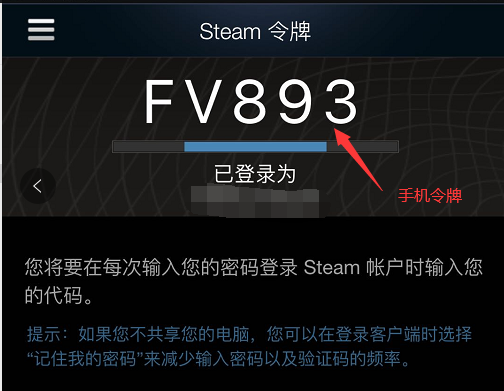 Steam 令牌
FV893
已登录为
手机令牌
您将要在每次输入您的密码登录 Steam 帐户时输入您
的代码。
提示：如果您不共享您的电脑，您可以在登录客户端时选择
“记住我的密码”来减少输入密码以及验证码的频率。